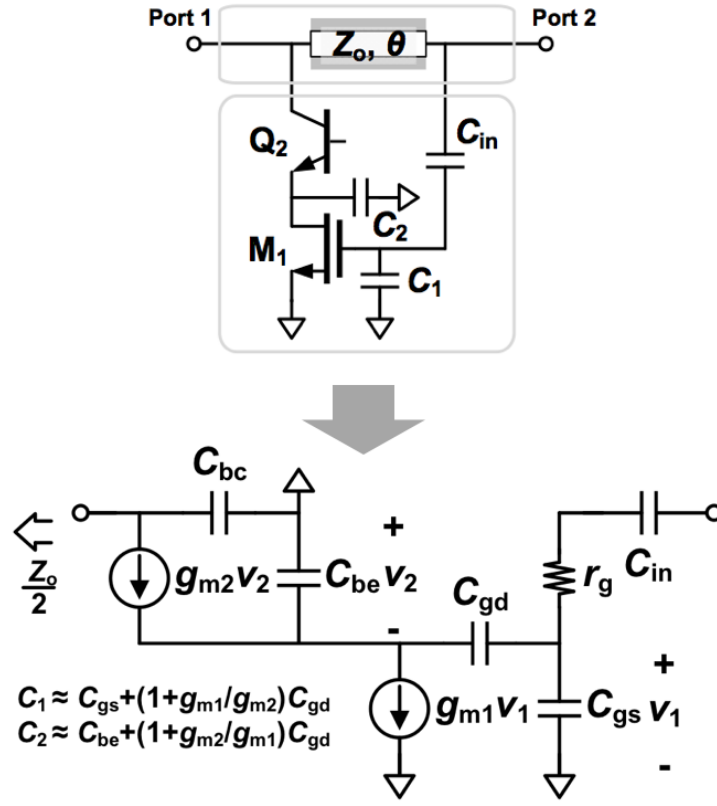 Port 1
Port 2
Zo, θ
Q2
Cin
C2
M1
C1
Cbc
Zo
2
gm2v2
Cbe
+
v2
-
Cgd
rg
Cin
C1 ≈ Cgs+(1+gm1/gm2)Cgd
C2 ≈ Cbe+(1+gm2/gm1)Cgd
gm1v1
Cgs
+
v1
-